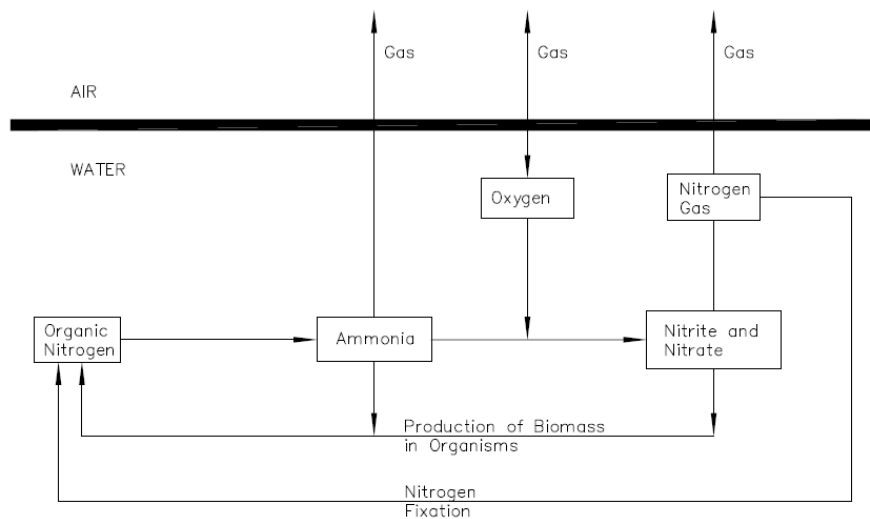 Gas
Gas
Gas
AIR
WATER
Oxygen
Nitrogen
Gas
Organic
Nitrogen
Ammonia
Nitrite and
Nitrate
Production of Biomass
in Organisms
Nitrogen
Fixation